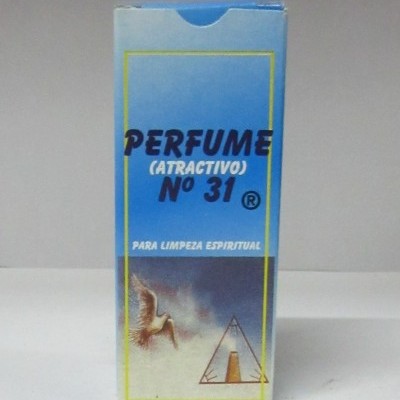 PERFUME
(ATRACTIVO)
Nº 31 ®
PARA LIMPEZA ESPIRITUAL